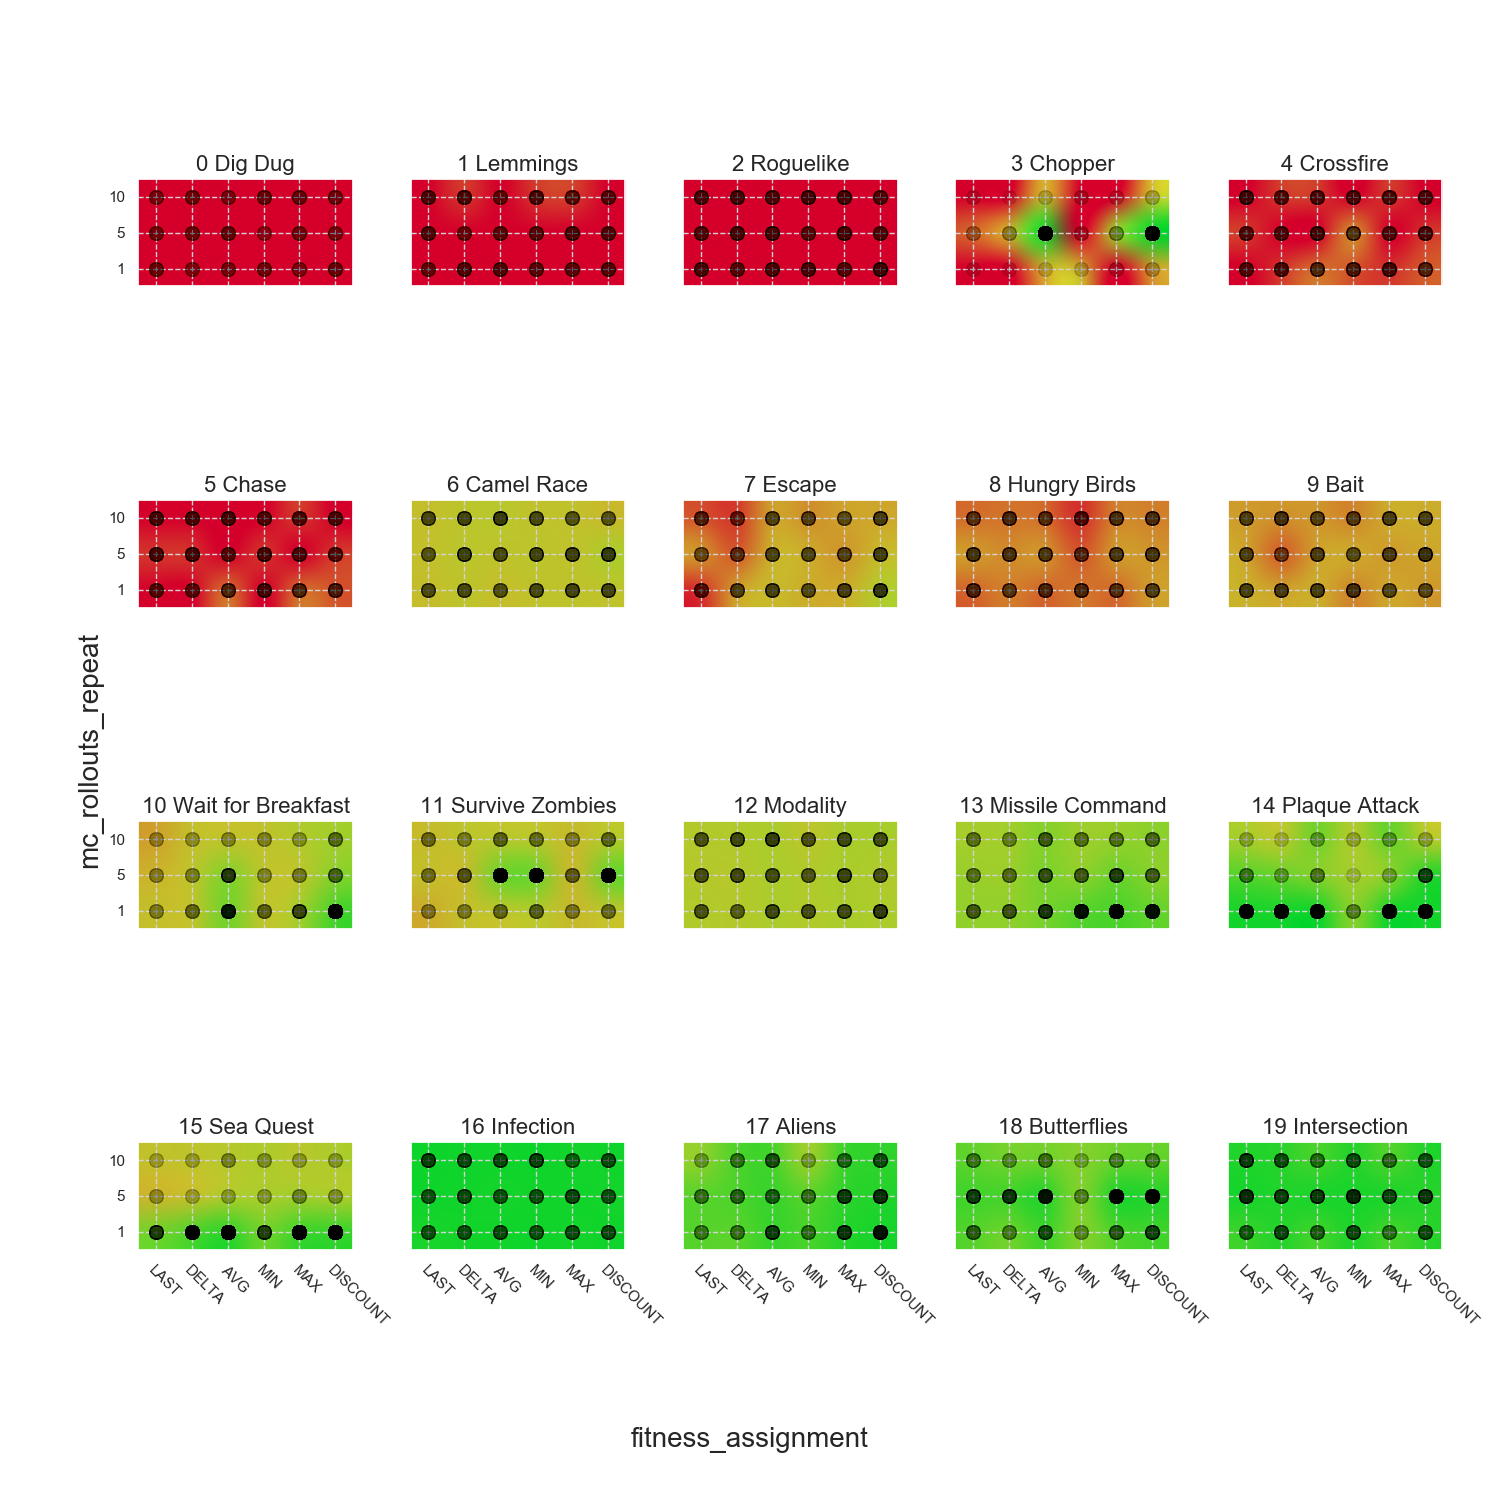 0 Dig Dug
1 Lemmings
2 Roguelike
3 Chopper
4 Crossfire
10
5
1
5 Chase
6 Camel Race
7 Escape
8 Hungry Birds
9 Bait
10
5
1
mc_rollouts_repeat
10 Wait for Breakfast
11 Survive Zombies
12 Modality
13 Missile Command
14 Plaque Attack
10
5
1
15 Sea Quest
16 Infection
17 Aliens
18 Butterflies
19 Intersection
10
5
1
LAST
DELTA
AVG
MIN
MAX
DISCOUNT
LAST
DELTA
AVG
MIN
MAX
DISCOUNT
LAST
DELTA
AVG
MIN
MAX
DISCOUNT
LAST
DELTA
AVG
MIN
MAX
DISCOUNT
LAST
DELTA
AVG
MIN
MAX
DISCOUNT
fitness_assignment